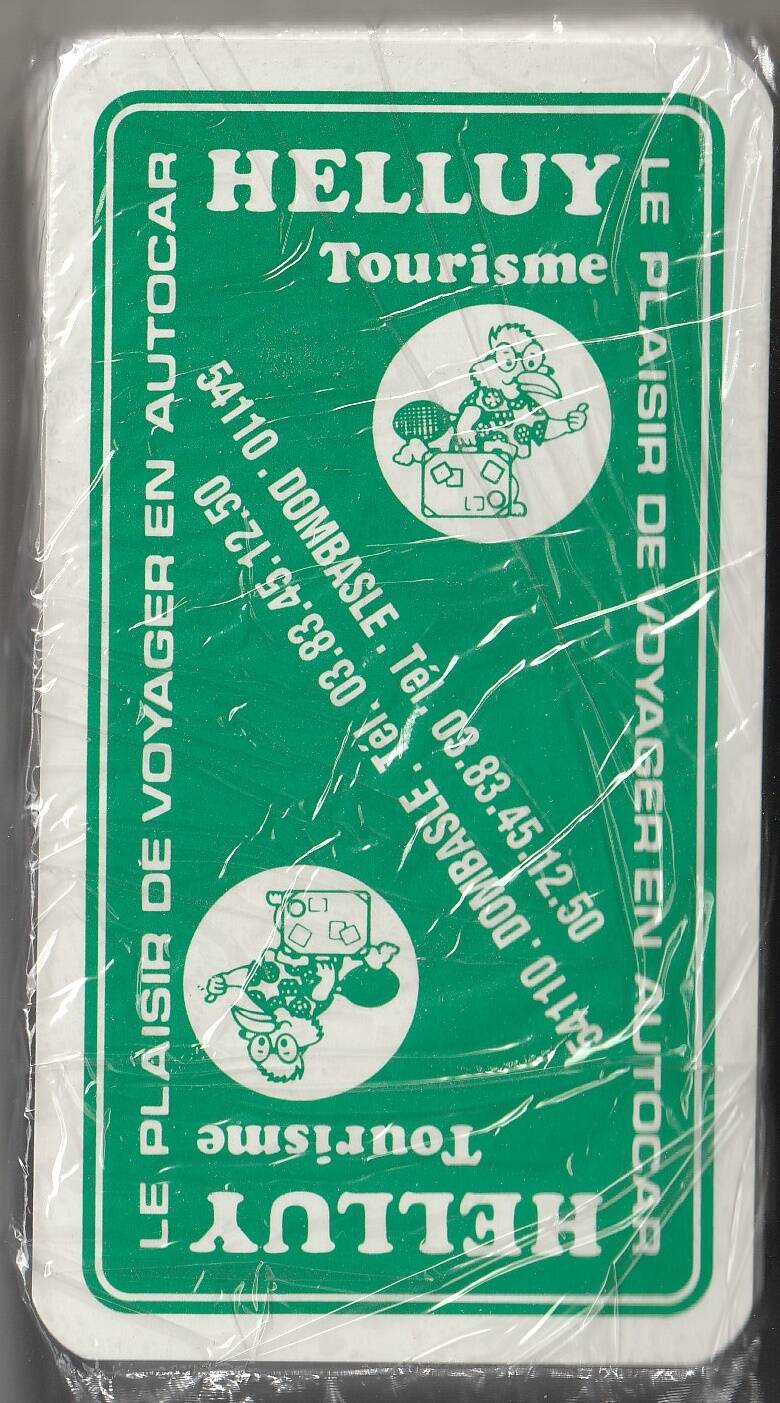 HELLUY
Tourisme
LE PLAISIR DE VOYAGER EN AUTOCAR
LE PLAISIR DE VOYAGER EN AUTOCAR
54110 . DOMBASLE . Tél. 03.83.45.12.50
54110 . DOMBASLE . Tél. 03.83.45.12.50
HELLUY
Tourisme